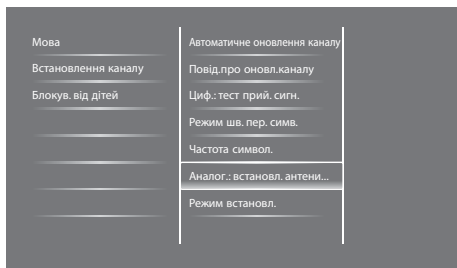 Мова
Встановлення каналу
Блокув. від дітей
Автоматичне оновлення каналу
Повід.про оновл.каналу
Циф.: тест прий. сигн.
Режим шв. пер. симв.
Частота символ.
Аналог.: встановл. антени...
Режим встановл.